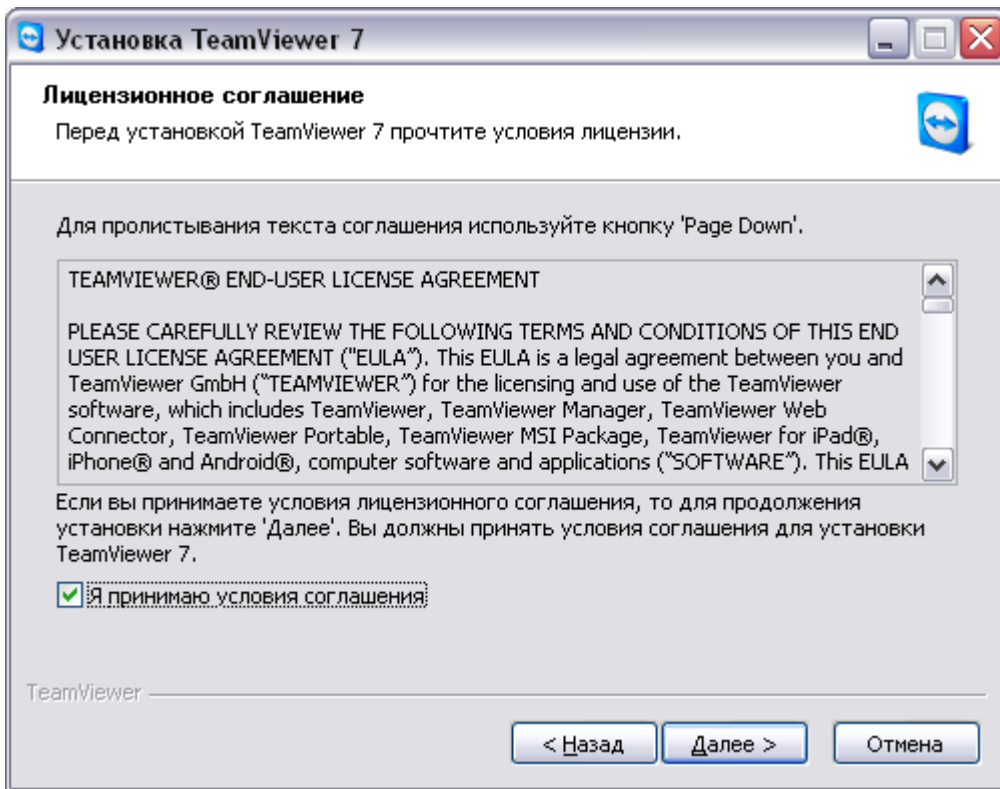 Установка TeamViewer 7
Лицензионное соглашение
Перед установкой TeamViewer 7 прочтите условия лицензии.
Для пролистывания текста соглашения используйте кнопку 'Page Down'.
TEAMVIEWER® END-USER LICENSE AGREEMENT
PLEASE CAREFULLY REVIEW THE FOLLOWING TERMS AND CONDITIONS OF THIS END
USER LICENSE AGREEMENT ("EULA"). This EULA is a legal agreement between you and
TeamViewer GmbH (“TEAMVIEWER”) for the licensing and use of the TeamViewer
software, which includes TeamViewer, TeamViewer Manager, TeamViewer Web
Connector, TeamViewer Portable, TeamViewer MSI Package, TeamViewer for iPad®,
iPhone® and Android®, computer software and applications (“SOFTWARE”). This EULA
Если вы принимаете условия лицензионного соглашения, то для продолжения
установки нажмите 'Далее'. Вы должны принять условия соглашения для установки
TeamViewer 7.
Я принимаю условия соглашения
TeamViewer
< Назад
Далее >
Отмена